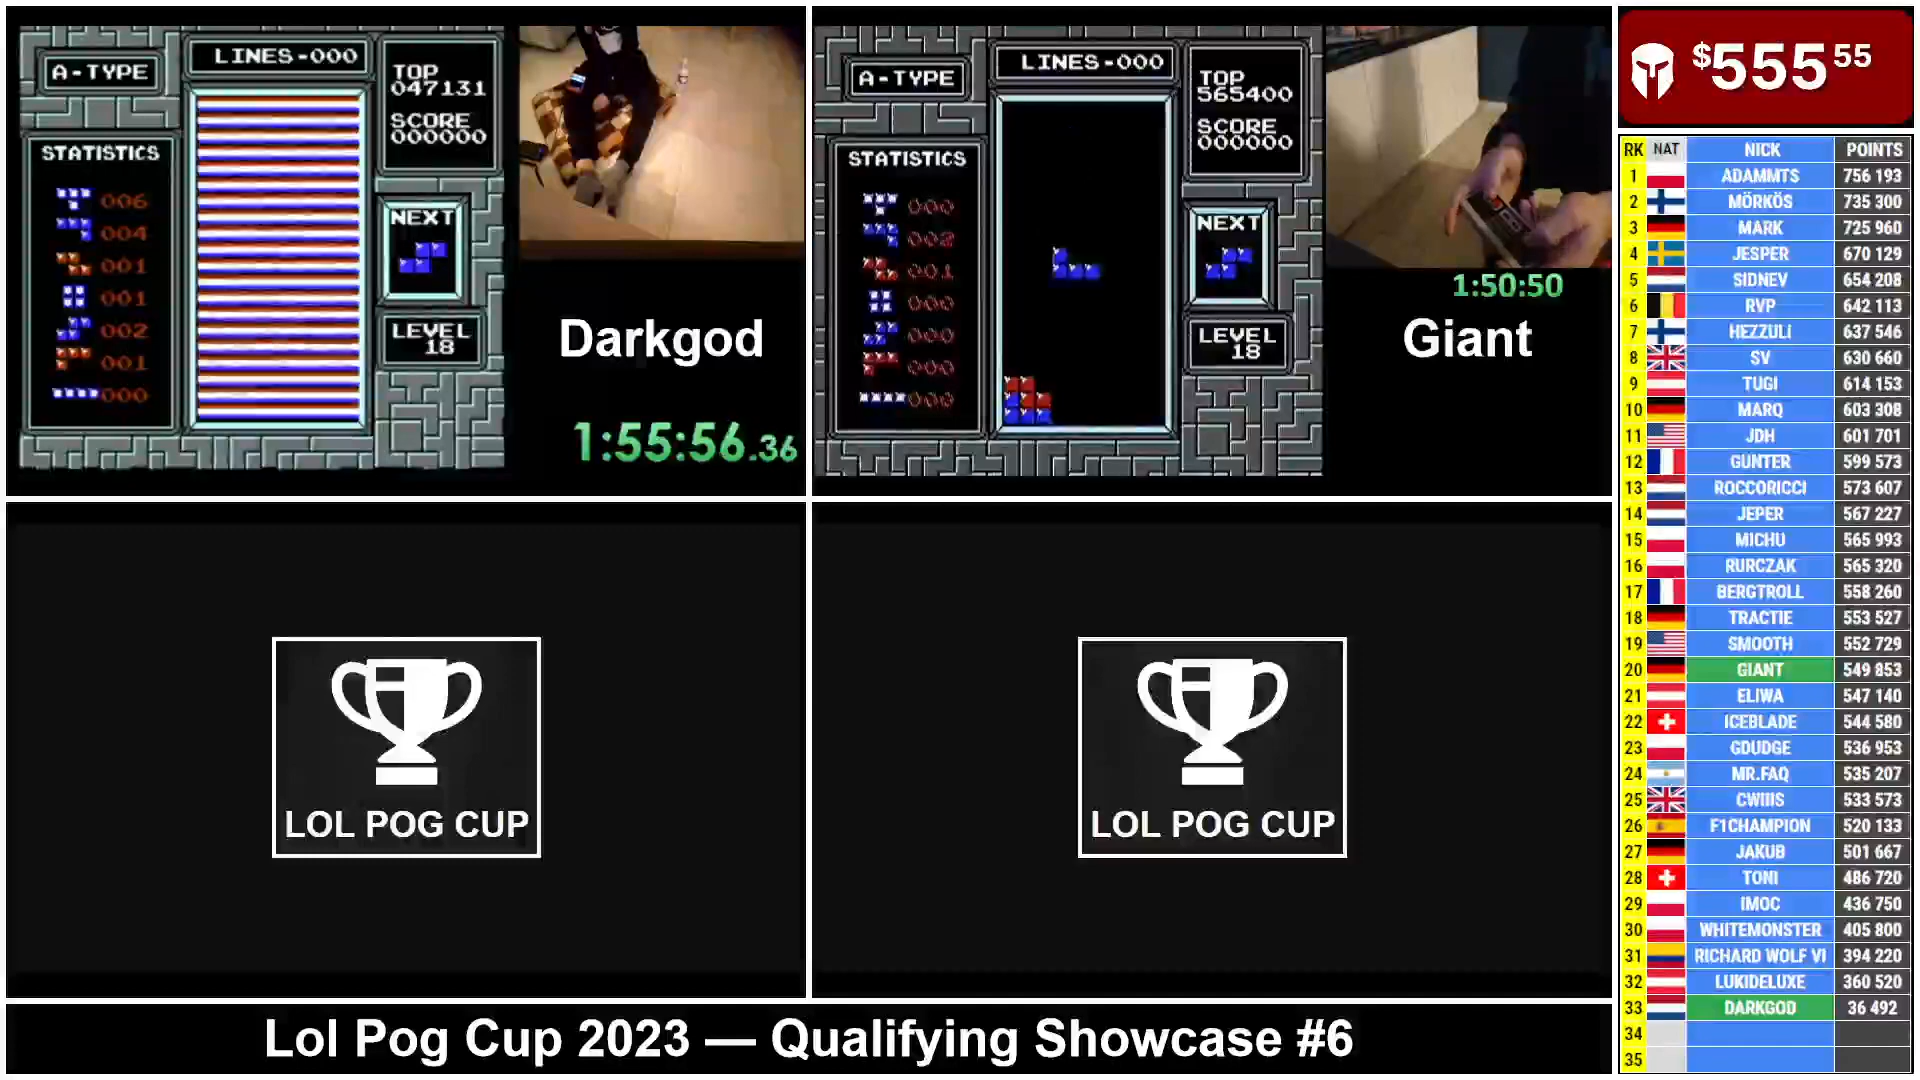 A-TYPE
LINES-000
TOP
047131
SCORE
000000
STATISTICS
006
004
001
001
002
001
000
NEXT
LEVEL
18
Darkgod
1:55:56.36
A-TYPE
LINES-000
TOP
565400
SCORE
000000
STATISTICS
000
002
001
000
000
000
000
NEXT
LEVEL
18
1:50:50
Giant
LOL POG CUP
LOL POG CUP
Lol Pog Cup 2023 — Qualifying Showcase #6
$555 55
RK NAT NICK POINTS
1 ADAMMTS 756 193
2 MÖRKÖS 735 300
3 MARK 725 960
4 JESPER 670 129
5 SIDNEV 654 208
6 RVP 642 113
7 HEZZULI 637 546
8 SV 630 660
9 TUGI 614 153
10 MARQ 603 308
11 JDH 601 701
12 GUNTER 599 573
13 ROCCORICCI 573 607
14 JEPER 567 227
15 MICHU 565 993
16 RURCZAK 565 320
17 BERGTROLL 558 260
18 TRACTIE 553 527
19 SMOOTH 552 729
20 GIANT 549 853
21 ELIWA 547 140
22 ICEBLADE 544 580
23 GDUDGE 536 953
24 MR.FAQ 535 207
25 CWIIIS 533 573
26 F1CHAMPION 520 133
27 JAKUB 501 667
28 TONI 486 720
29 IMOC 436 750
30 WHITEMONSTER 405 800
31 RICHARD WOLF VI 394 220
32 LUKIDELUXE 360 520
33 DARKGOD 36 492
34
35